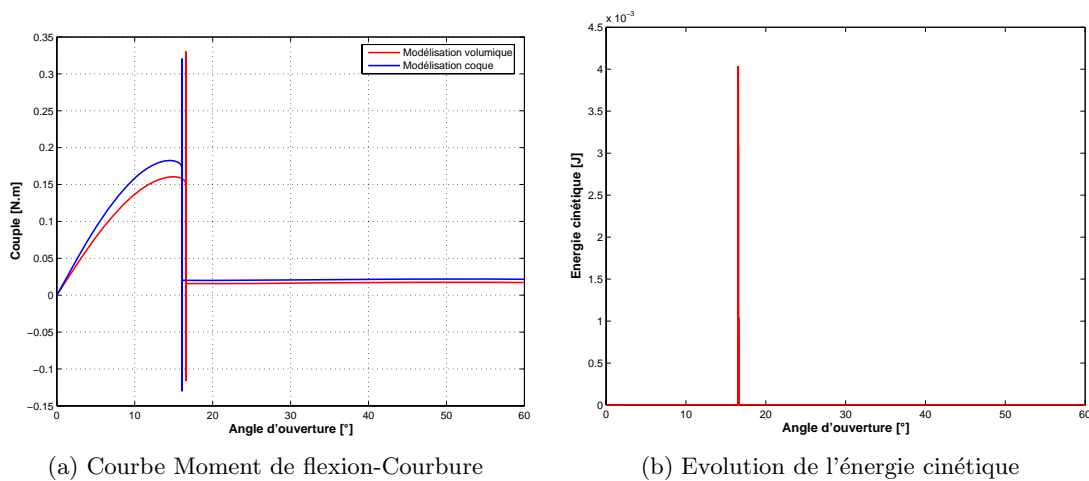 0.35
0.3
0.25
0.2
0.15
0.1
0.05
0
−0.05
−0.1
−0.15
0 10 20 30 40 50 60
Couple [N.m]
Angle d'ouverture [°]
Modélisation volumique
Modélisation coque
x 10⁻³
4.5
4
3.5
3
2.5
2
1.5
1
0.5
0
0 10 20 30 40 50 60
Energie cinétique [J]
Angle d'ouverture [°]
(a) Courbe Moment de flexion-Courbure
(b) Evolution de l'énergie cinétique